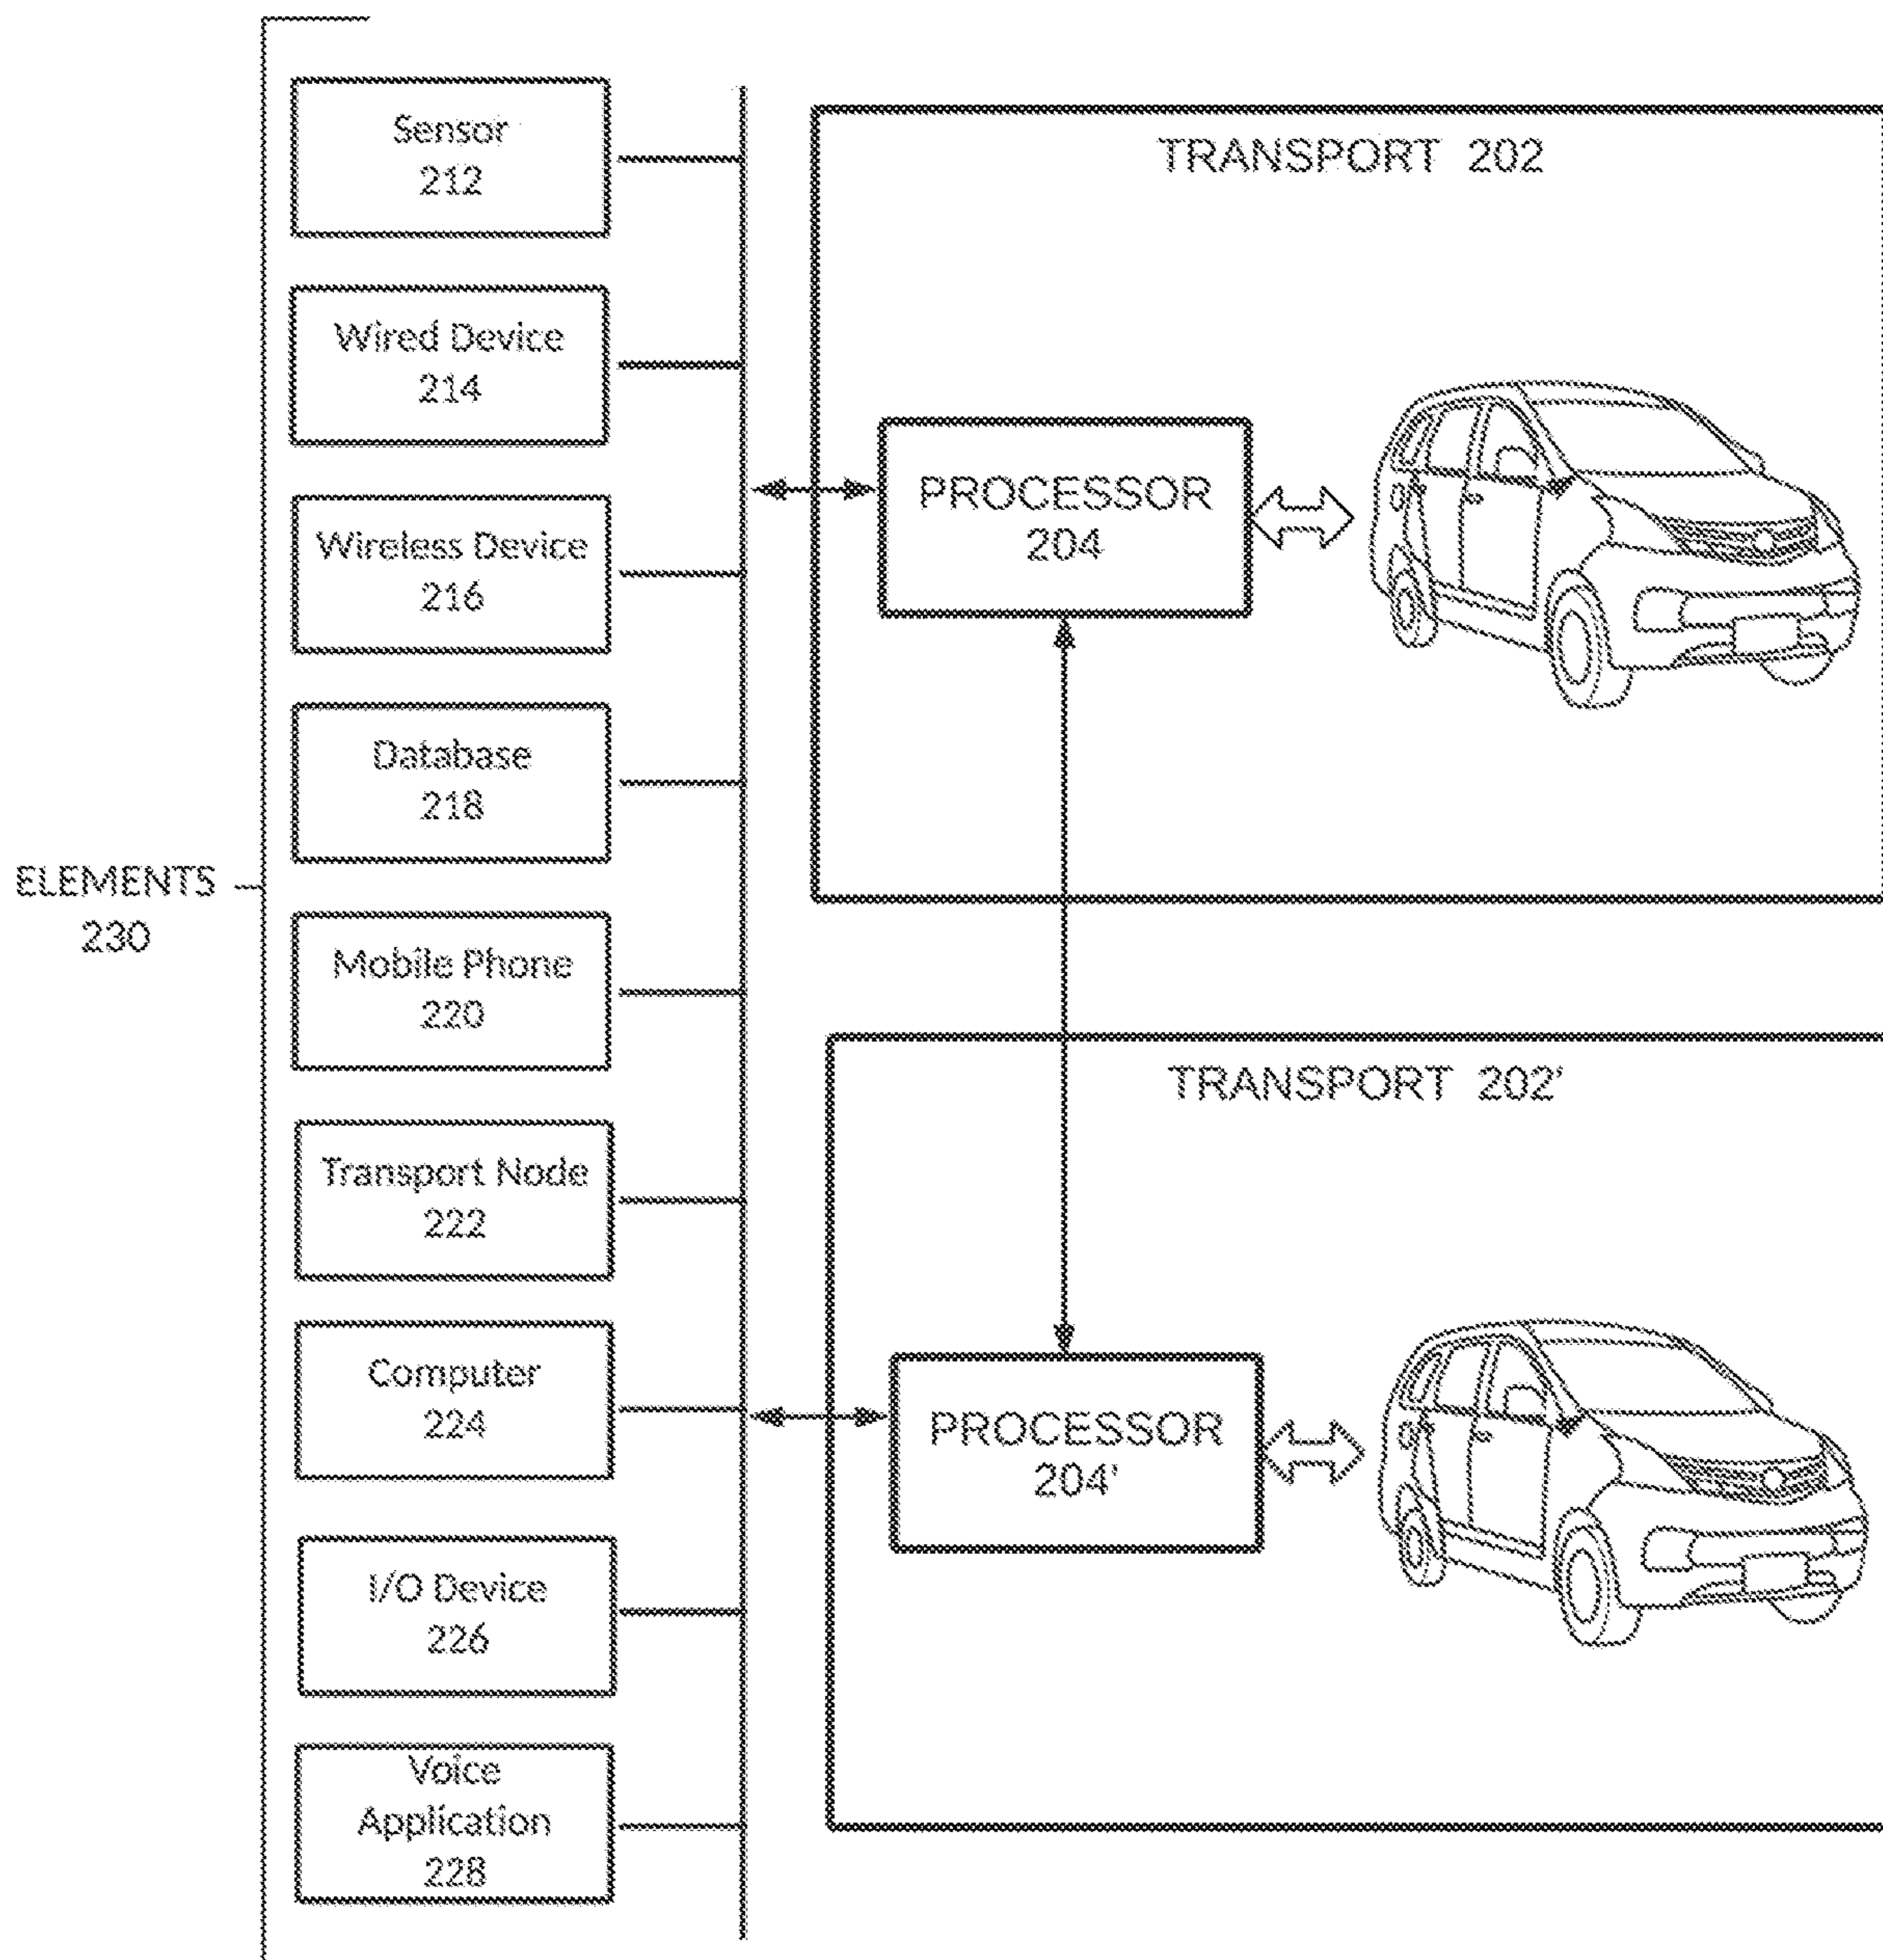 Sensor
212
Wired Device
214
Wireless Device
216
Database
218
ELEMENTS
230
Mobile Phone
220
Transport Node
222
Computer
224
I/O Device
226
Voice
Application
228
TRANSPORT 202
PROCESSOR
204
TRANSPORT 202'
PROCESSOR
204'